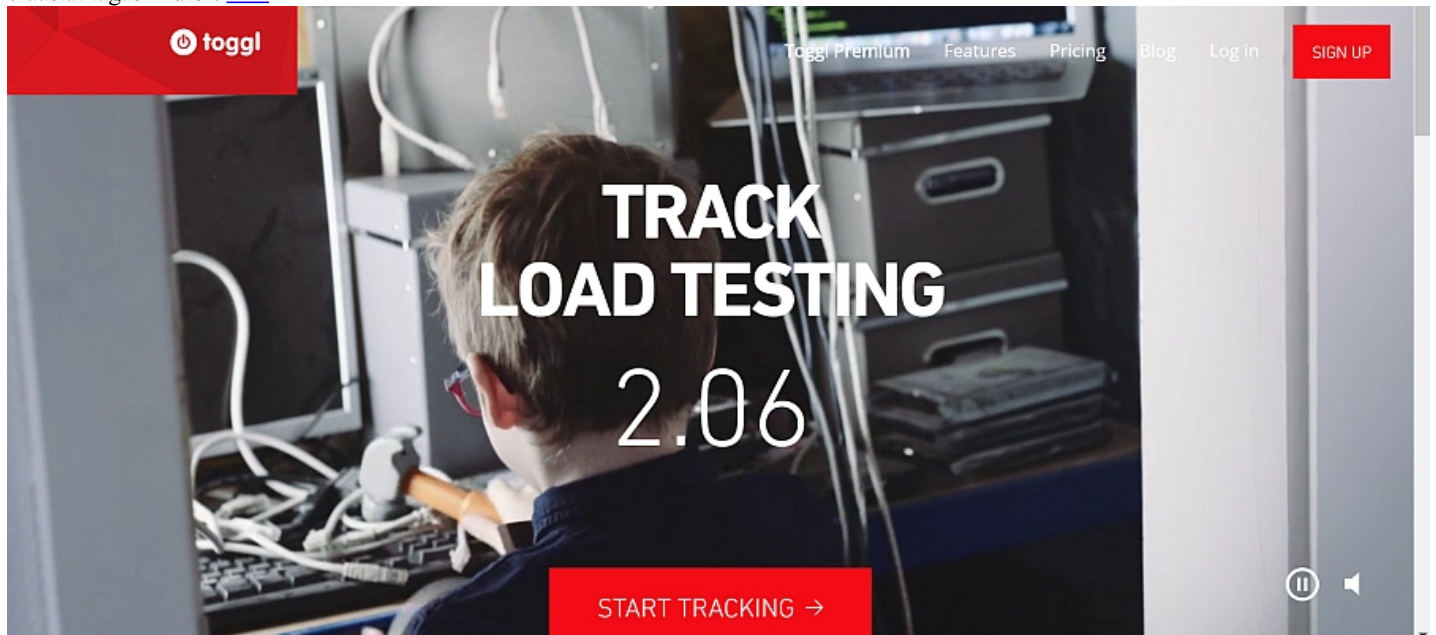 toggl
Toggl Premium Features Pricing Blog Log in SIGN UP
TRACK
LOAD TESTING
2.06
START TRACKING →